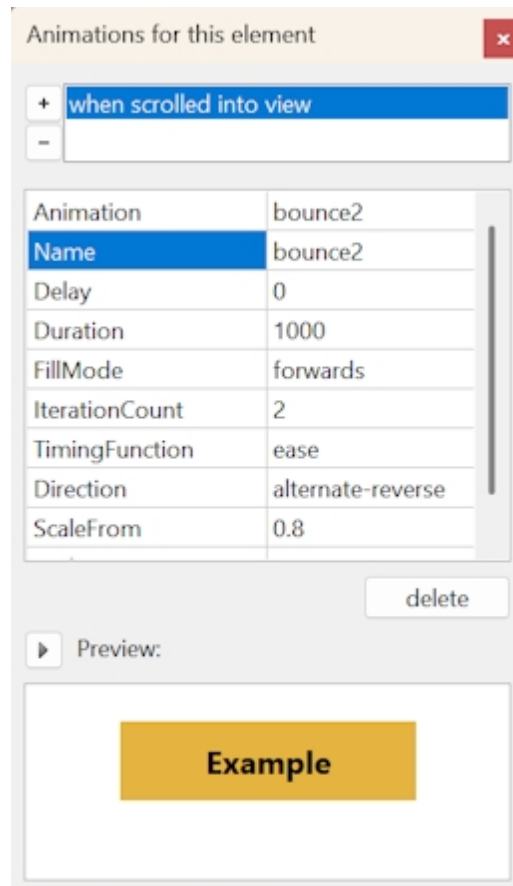 Animations for this element
+ when scrolled into view
-
Animation bounce2
Name bounce2
Delay 0
Duration 1000
FillMode forwards
IterationCount 2
TimingFunction ease
Direction alternate-reverse
ScaleFrom 0.8
delete
Preview:
Example